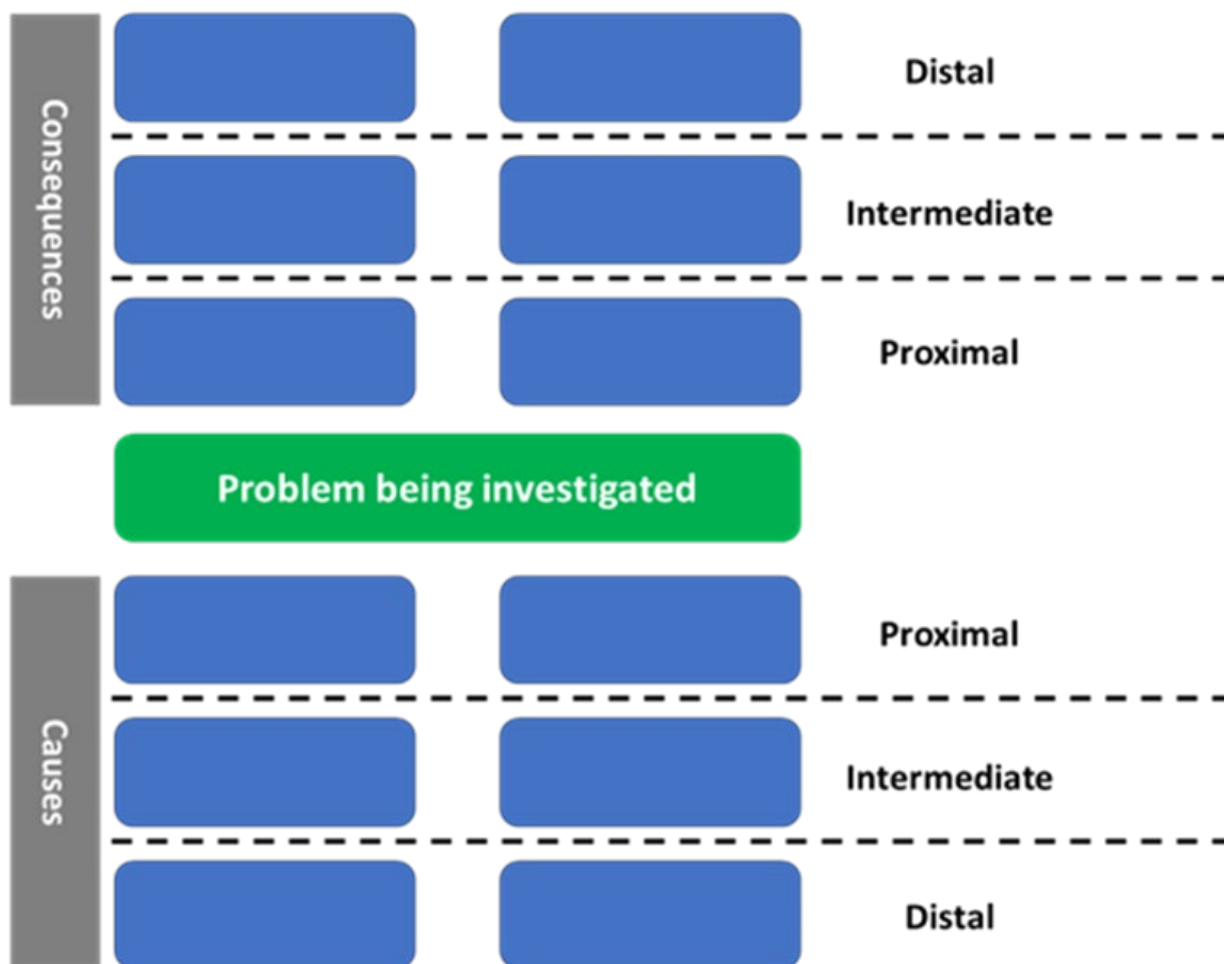 Consequences
Distal
Intermediate
Proximal
Problem being investigated
Causes
Proximal
Intermediate
Distal